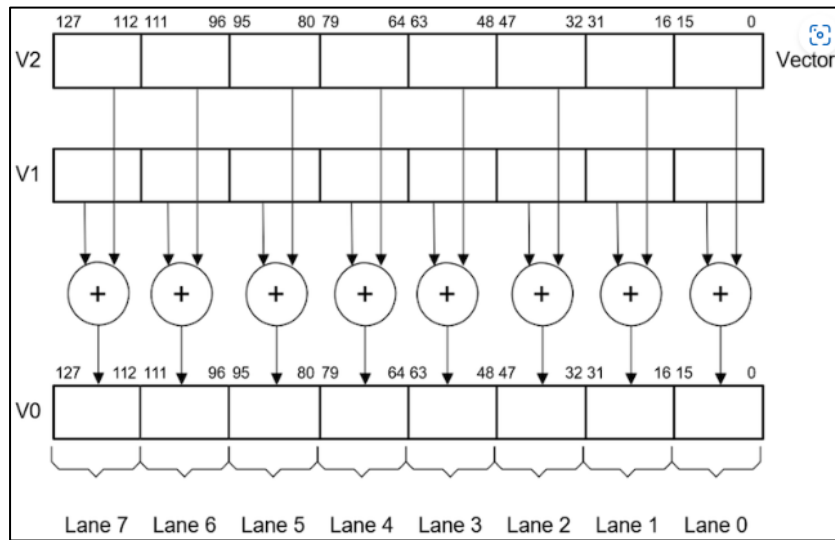 127 112 111 96 95 80 79 64 63 48 47 32 31 16 15 0
V2 Vector
V1
+ + + + + + + +
127 112 111 96 95 80 79 64 63 48 47 32 31 16 15 0
V0
Lane 7 Lane 6 Lane 5 Lane 4 Lane 3 Lane 2 Lane 1 Lane 0